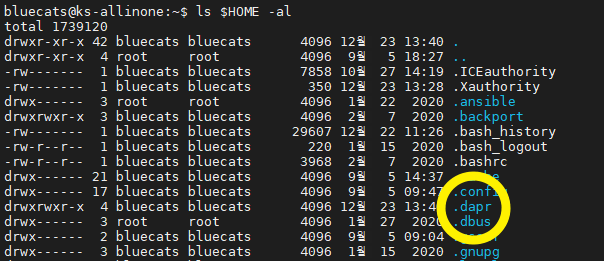 bluecats@ks-allinone:~$ ls $HOME -al
total 1739120
drwxr-xr-x 42 bluecats bluecats 4096 12월 23 13:40 .
drwxr-xr-x 4 root root 4096 9월 5 18:27 ..
-rw------- 1 bluecats bluecats 7858 10월 27 14:19 .ICEauthority
-rw------- 1 bluecats bluecats 350 12월 23 13:28 .Xauthority
drwx------ 3 root root 4096 1월 22 2020 .ansible
drwxrwxr-x 3 bluecats bluecats 4096 2월 7 2020 .backport
-rw------- 1 bluecats bluecats 29607 12월 22 11:26 .bash_history
-rw-r--r-- 1 bluecats bluecats 220 1월 15 2020 .bash_logout
-rw-r--r-- 1 bluecats bluecats 3968 2월 7 2020 .bashrc
drwx------ 21 bluecats bluecats 4096 9월 5 14:37
drwx------ 17 bluecats bluecats 4096 9월 5 09:47 .config
drwxrwxr-x 4 bluecats bluecats 4096 12월 23 .dapr
drwx------ 3 root root 4096 1월 27 .dbus
drwx------ 2 bluecats bluecats 4096 9월 5 09:04
drwx------ 3 bluecats bluecats 4096 1월 15 2020 .gnupg